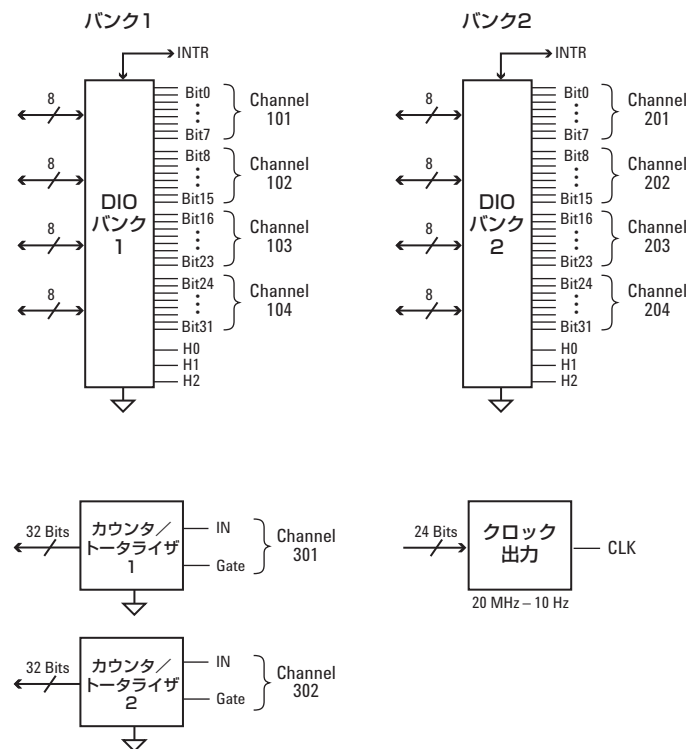 バンク1
INTR
8
8
8
8
DIO
バンク
1
Bit0
Bit7
Channel
101
Bit8
Bit15
Channel
102
Bit16
Bit23
Channel
103
Bit24
Bit31
Channel
104
H0
H1
H2
バンク2
INTR
8
8
8
8
DIO
バンク
2
Bit0
Bit7
Channel
201
Bit8
Bit15
Channel
202
Bit16
Bit23
Channel
203
Bit24
Bit31
Channel
204
H0
H1
H2
32 Bits
カウンタ／
トータライザ
1
IN
Gate
Channel
301
24 Bits
クロック
出力
CLK
20 MHz – 10 Hz
32 Bits
カウンタ／
トータライザ
2
IN
Gate
Channel
302